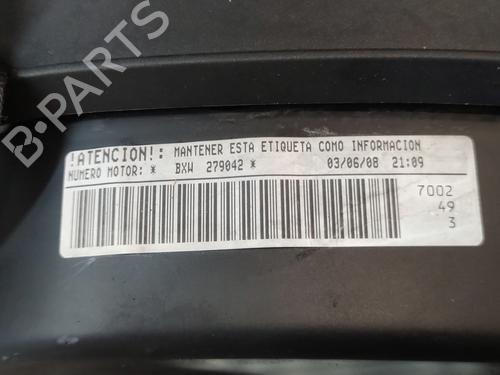 !ATENCION!: MANTENER ESTA ETIQUETA COMO INFORMACION
NUMERO MOTOR: * BXW 279042 * 03/06/08 21:09
7002
49
3
B-PARTS